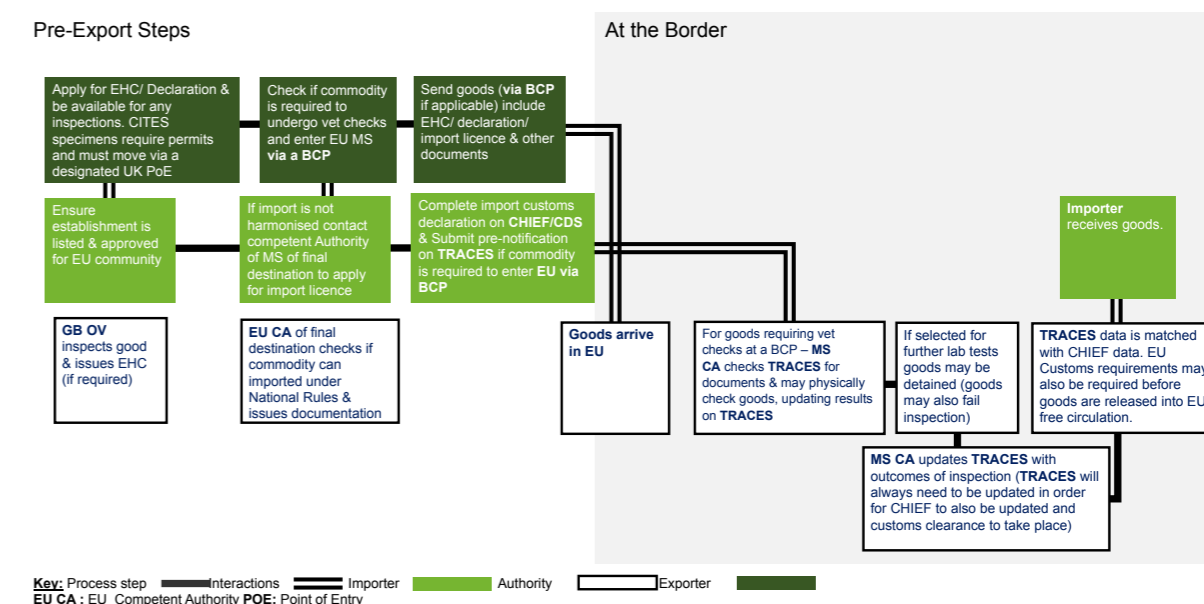 Pre-Export Steps
At the Border
Apply for EHC/ Declaration &
be available for any
inspections. CITES
specimens require permits
and must move via a
designated UK PoE
Check if commodity
is required to
undergo vet checks
and enter EU MS
via a BCP
Send goods (via BCP
if applicable) include
EHC/ declaration/
import licence & other
documents
Ensure
establishment is
listed & approved
for EU community
If import is not
harmonised contact
competent Authority
of MS of final
destination to apply
for import licence
Complete import customs
declaration on CHIEF/CDS
& Submit pre-notification
on TRACES if commodity
is required to enter EU via
BCP
Importer
receives goods.
GB OV
inspects good
& issues EHC
(if required)
EU CA of final
destination checks if
commodity can
imported under
National Rules &
issues documentation
Goods arrive
in EU
For goods requiring vet
checks at a BCP – MS
CA checks TRACES for
documents & may physically
check goods, updating results
on TRACES
If selected for
further lab tests
goods may be
detained (goods
may also fail
inspection)
TRACES data is matched
with CHIEF data. EU
Customs requirements may
also be required before
goods are released into EU
free circulation.
MS CA updates TRACES with
outcomes of inspection (TRACES will
always need to be updated in order
for CHIEF to also be updated and
customs clearance to take place)
Key: Process step Interactions Importer Authority Exporter
EU CA : EU Competent Authority POE: Point of Entry